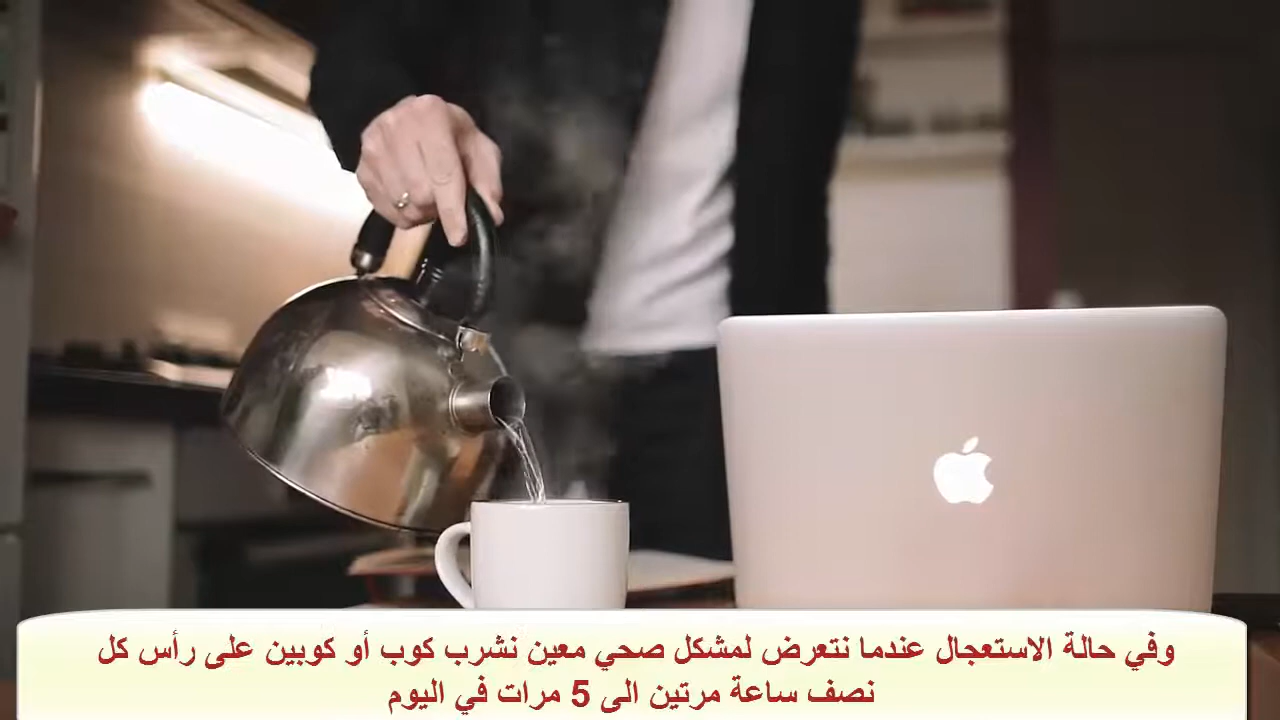 وفي حالة الاستعجال عندما نتعرض لمشكل صحي معين نشرب كوب أو كوبين على رأس كل
نصف ساعة مرتين الى 5 مرات في اليوم